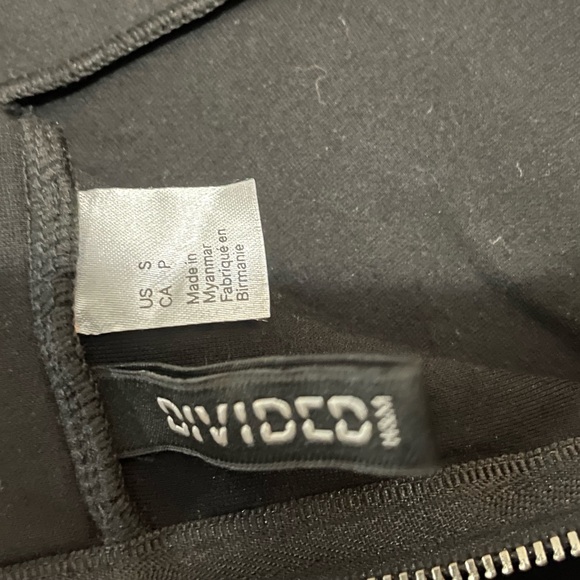 US S
CA P
Made in
Myanmar
Fabriqué en
Birmanie
DIVIDED
H&M